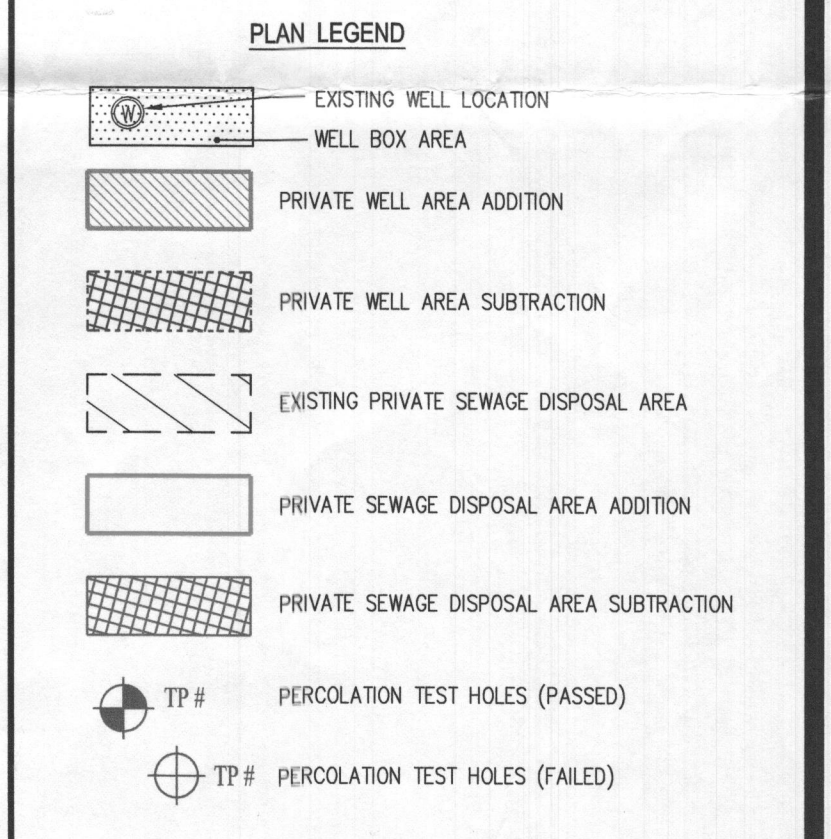 PLAN LEGEND
W EXISTING WELL LOCATION
WELL BOX AREA
PRIVATE WELL AREA ADDITION
PRIVATE WELL AREA SUBTRACTION
EXISTING PRIVATE SEWAGE DISPOSAL AREA
PRIVATE SEWAGE DISPOSAL AREA ADDITION
PRIVATE SEWAGE DISPOSAL AREA SUBTRACTION
TP # PERCOLATION TEST HOLES (PASSED)
TP # PERCOLATION TEST HOLES (FAILED)